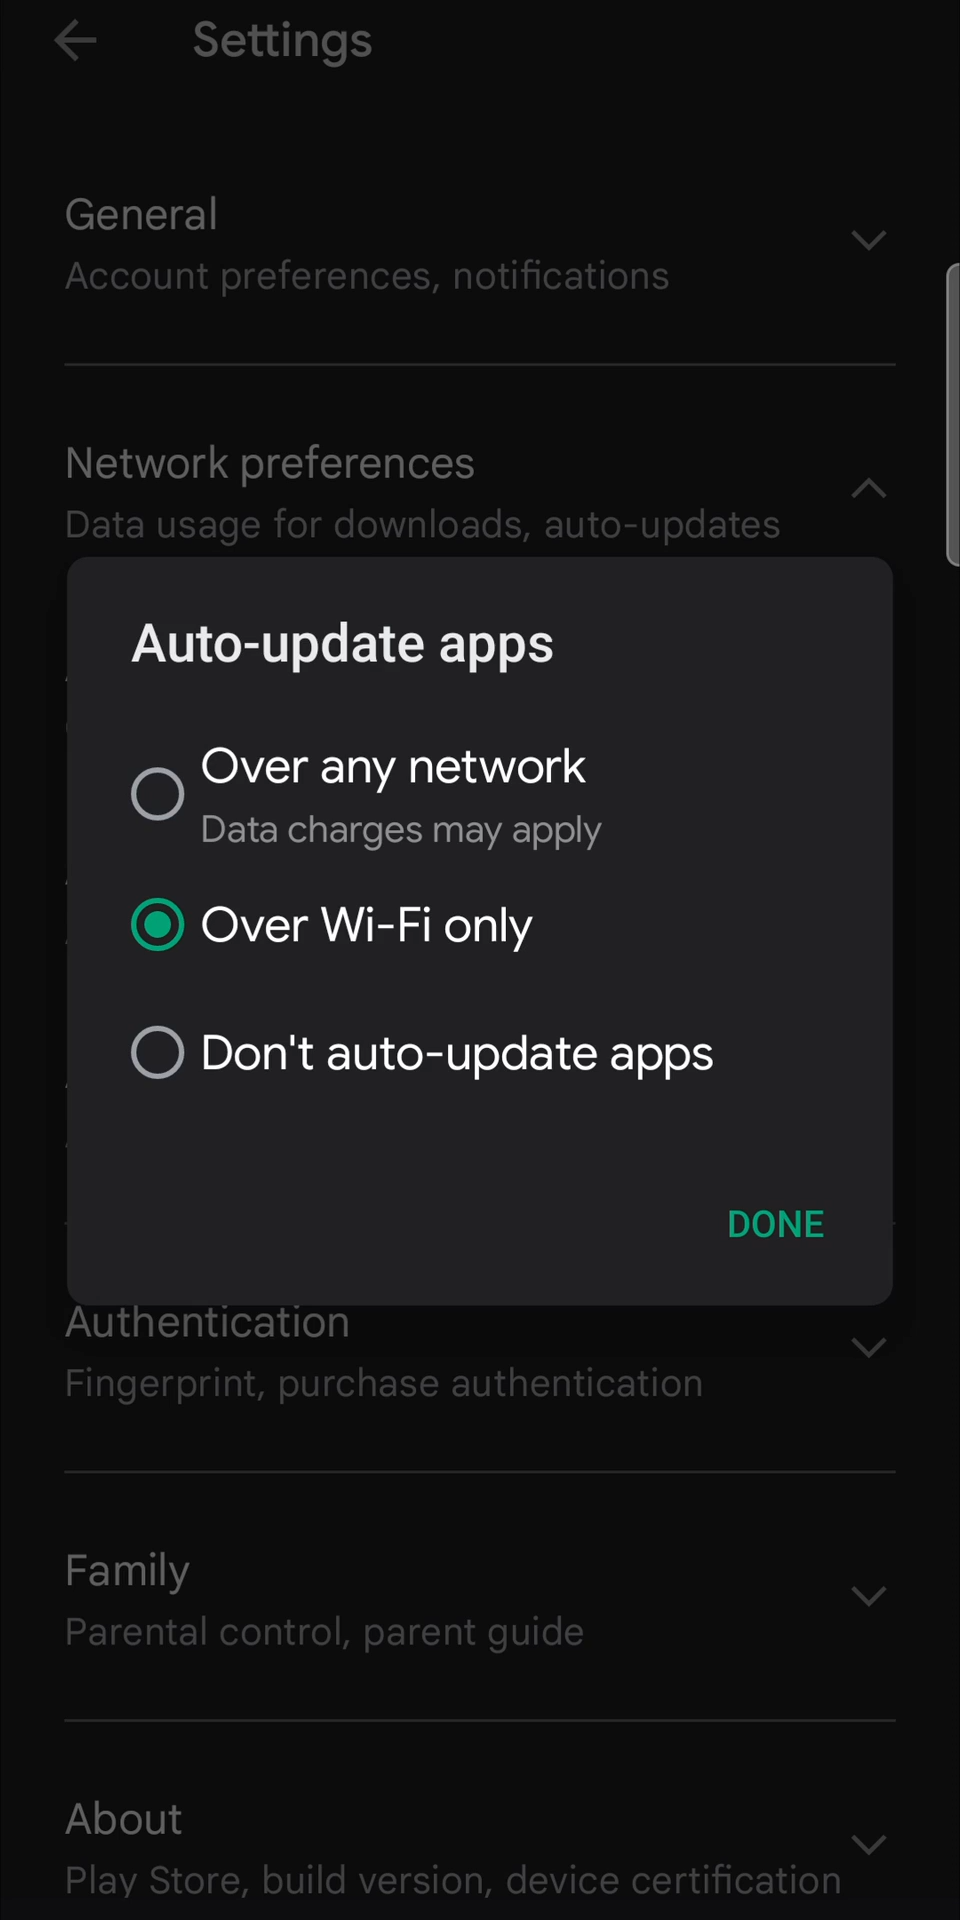 Settings
General
Account preferences, notifications
Network preferences
Data usage for downloads, auto-updates
Auto-update apps
Over any network
Data charges may apply
Over Wi-Fi only
Don't auto-update apps
DONE
Authentication
Fingerprint, purchase authentication
Family
Parental control, parent guide
About
Play Store, build version, device certification